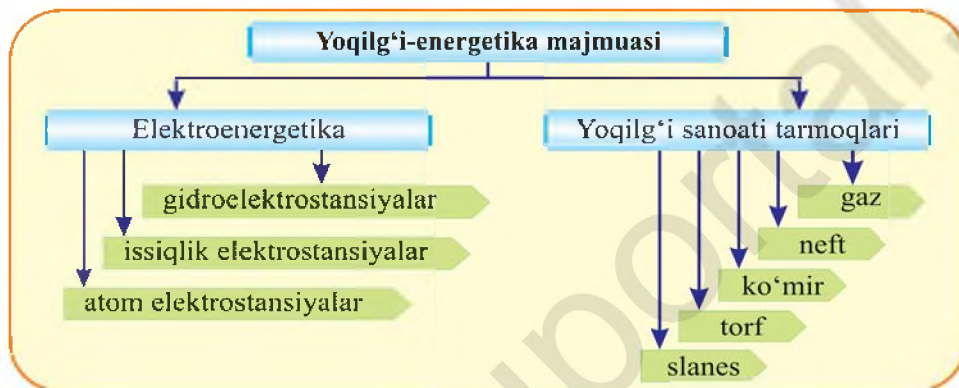 Yoqilg‘i-energetika majmuasi
Elektroenergetika
gidroelektrostansiyalar
issiqlik elektrostansiyalar
atom elektrostansiyalar
Yoqilg‘i sanoati tarmoqlari
gaz
neft
ko‘mir
torf
slanes